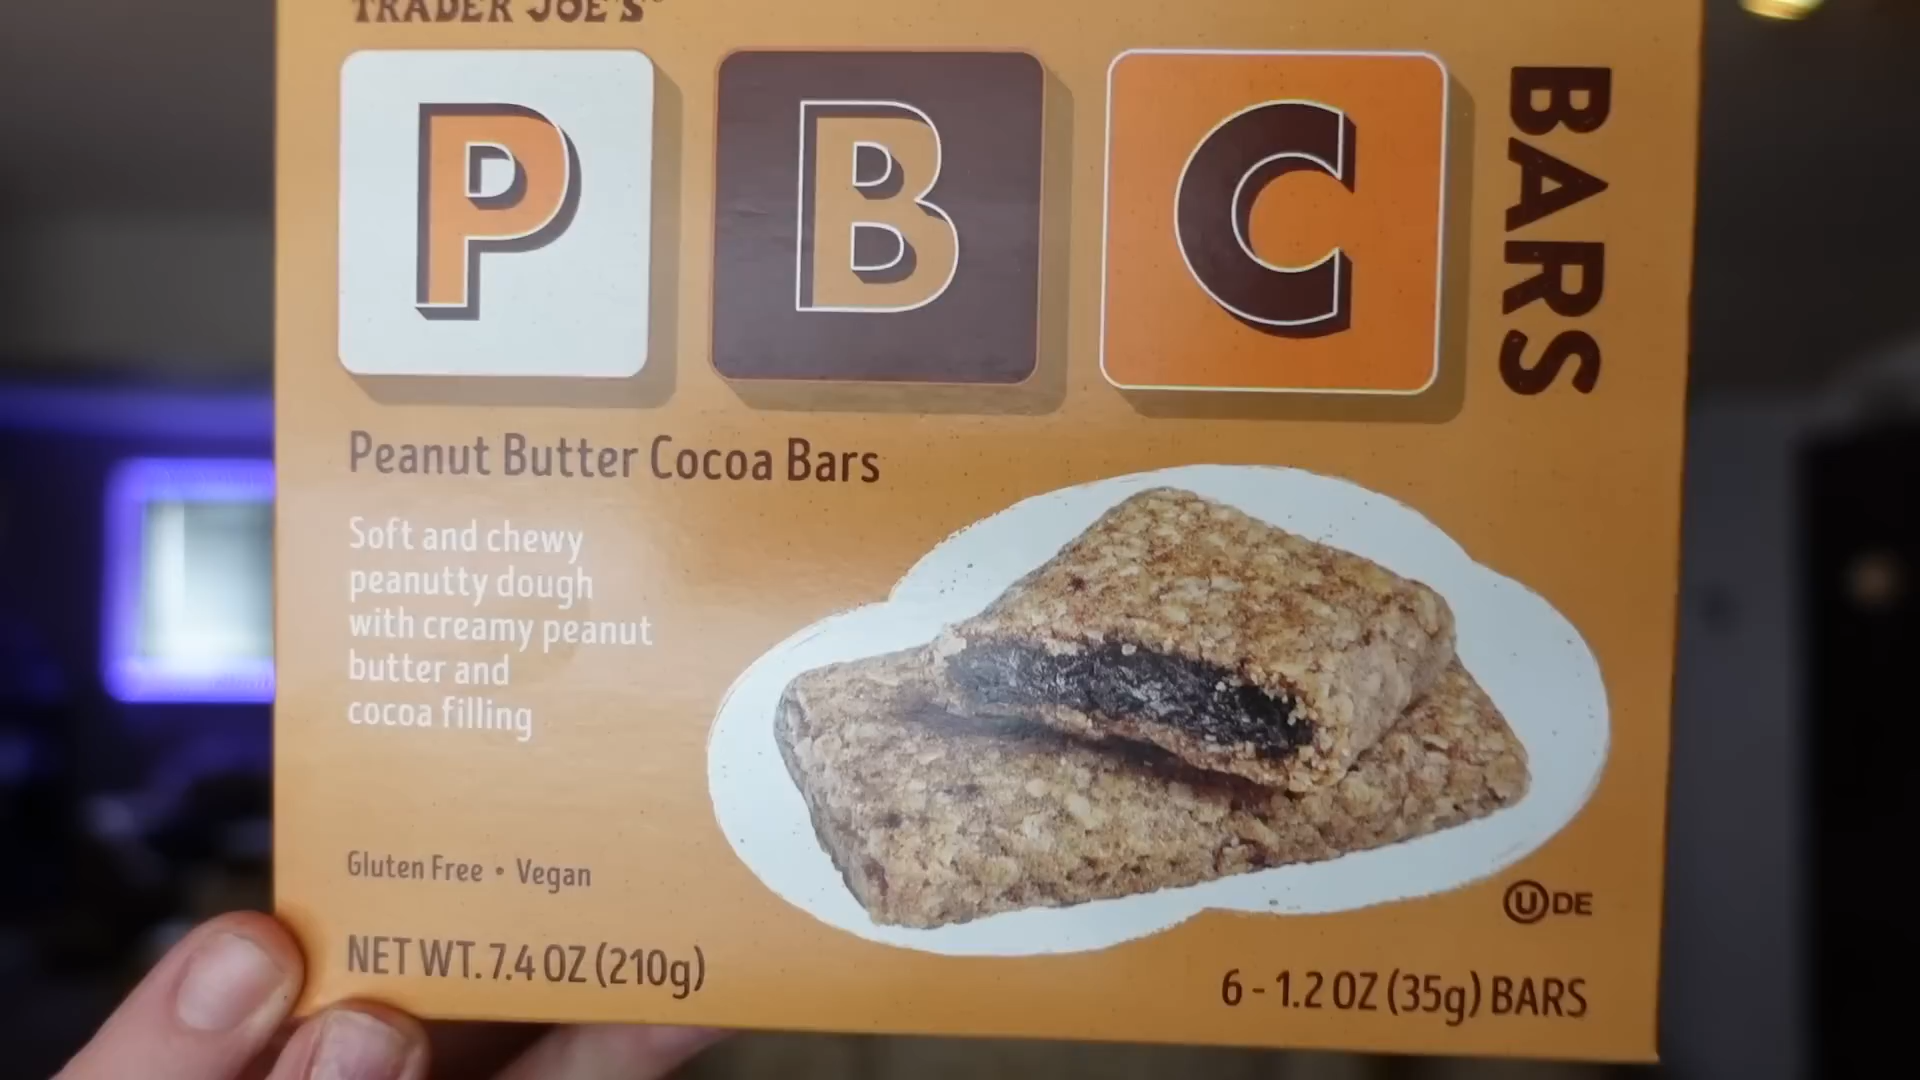 TRADER JOE'S
P B C
BARS
Peanut Butter Cocoa Bars
Soft and chewy
peanutty dough
with creamy peanut
butter and
cocoa filling
Gluten Free • Vegan
U DE
NET WT. 7.4 OZ (210g)
6 - 1.2 OZ (35g) BARS